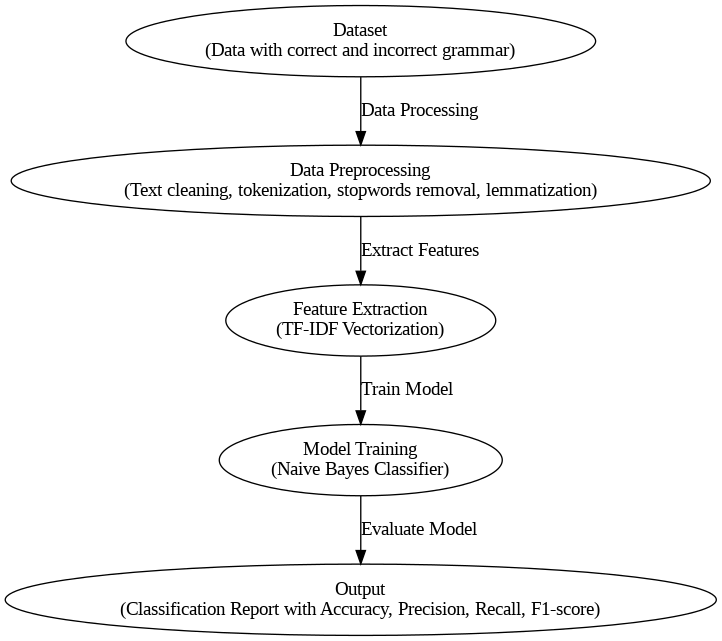 Dataset
(Data with correct and incorrect grammar)
Data Processing
Data Preprocessing
(Text cleaning, tokenization, stopwords removal, lemmatization)
Extract Features
Feature Extraction
(TF-IDF Vectorization)
Train Model
Model Training
(Naive Bayes Classifier)
Evaluate Model
Output
(Classification Report with Accuracy, Precision, Recall, F1-score)